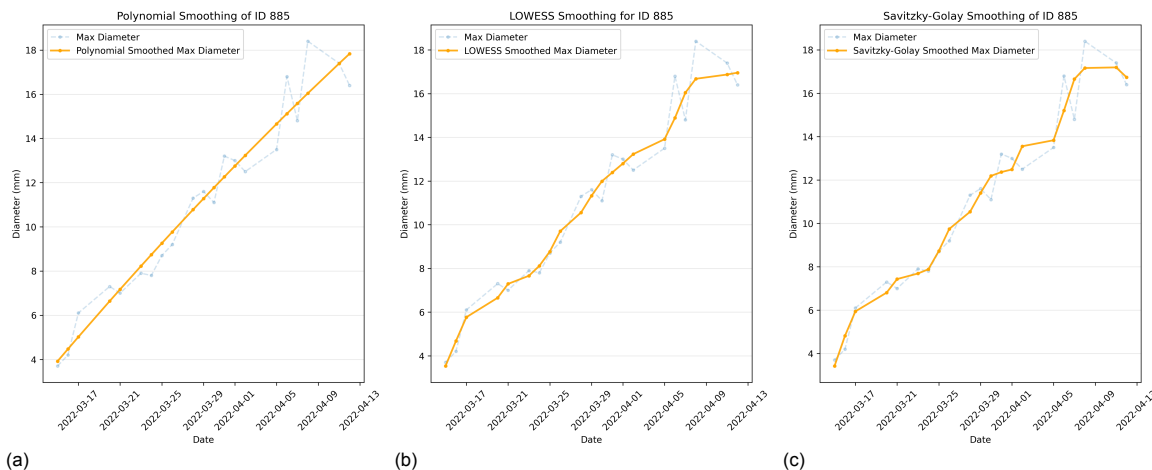 Polynomial Smoothing of ID 885
Max Diameter
Polynomial Smoothed Max Diameter
18
16
14
12
10
8
6
4
Diameter (mm)
2022-03-17
2022-03-21
2022-03-25
2022-03-29
2022-04-01
2022-04-05
2022-04-09
2022-04-13
Date
(a)
LOWESS Smoothing for ID 885
Max Diameter
LOWESS Smoothed Max Diameter
18
16
14
12
10
8
6
4
Diameter (mm)
2022-03-17
2022-03-21
2022-03-25
2022-03-29
2022-04-01
2022-04-05
2022-04-09
2022-04-13
Date
(b)
Savitzky-Golay Smoothing of ID 885
Max Diameter
Savitzky-Golay Smoothed Max Diameter
18
16
14
12
10
8
6
4
Diameter (mm)
2022-03-17
2022-03-21
2022-03-25
2022-03-29
2022-04-01
2022-04-05
2022-04-09
2022-04-13
Date
(c)